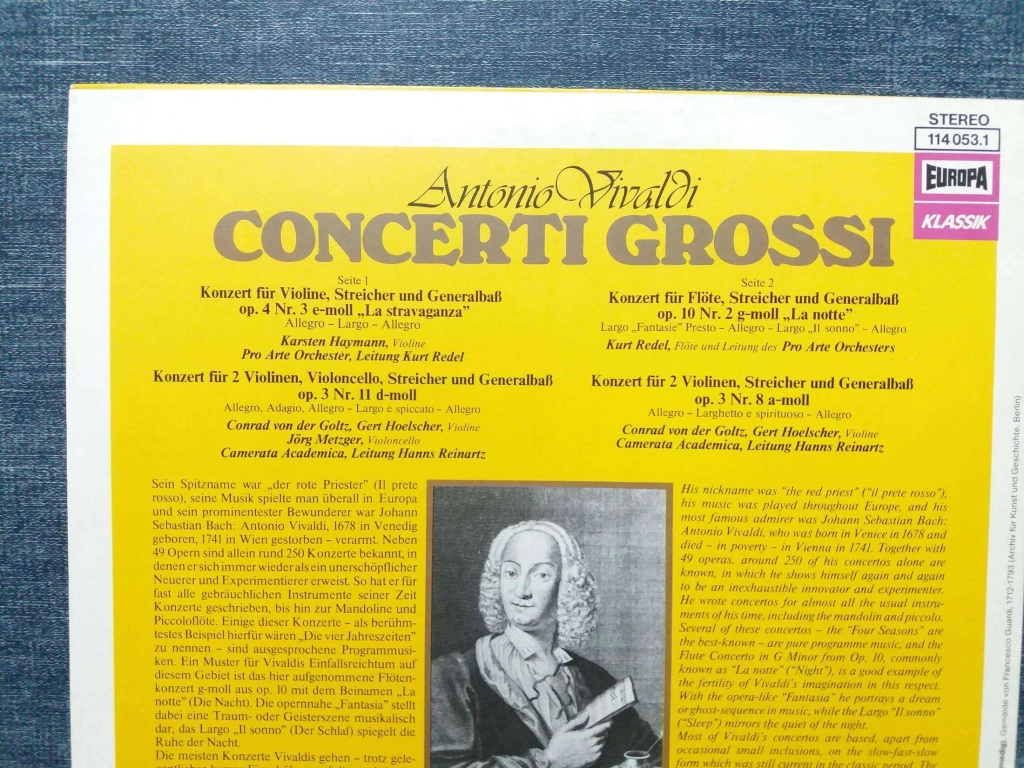 STEREO
114 053.1
EUROPA
KLASSIK
Antonio Vivaldi
CONCERTI GROSSI
Seite 1
Konzert für Violine, Streicher und Generalbaß
op. 4 Nr. 3 e-moll „La stravaganza”
Allegro – Largo – Allegro
Karsten Haymann, Violine
Pro Arte Orchester, Leitung Kurt Redel
Konzert für 2 Violinen, Violoncello, Streicher und Generalbaß
op. 3 Nr. 11 d-moll
Allegro, Adagio, Allegro – Largo e spiccato – Allegro
Conrad von der Goltz, Gert Hoelscher, Violine
Jörg Metzger, Violoncello
Camerata Academica, Leitung Hanns Reinartz
Seite 2
Konzert für Flöte, Streicher und Generalbaß
op. 10 Nr. 2 g-moll „La notte”
Largo „Fantasie” Presto – Allegro – Largo „Il sonno” – Allegro
Kurt Redel, Flöte und Leitung des Pro Arte Orchesters
Konzert für 2 Violinen, Streicher und Generalbaß
op. 3 Nr. 8 a-moll
Allegro – Larghetto e spirituoso – Allegro
Conrad von der Goltz, Gert Hoelscher, Violine
Camerata Academica, Leitung Hanns Reinartz
Sein Spitzname war „der rote Priester” (Il prete
rosso), seine Musik spielte man überall in Europa
und sein prominentester Bewunderer war Johann
Sebastian Bach: Antonio Vivaldi, 1678 in Venedig
geboren, 1741 in Wien gestorben – verarmt. Neben
49 Opern sind allein rund 250 Konzerte bekannt, in
denen er sich immer wieder als ein unerschöpflicher
Neuerer und Experimentierer erweist. So hat er für
fast alle gebräuchlichen Instrumente seiner Zeit
Konzerte geschrieben, bis hin zur Mandoline und
Piccoloflöte. Einige dieser Konzerte – als berühm-
testes Beispiel hierfür wären „Die vier Jahreszeiten”
zu nennen – sind ausgesprochene Programmusi-
ken. Ein Muster für Vivaldis Einfallsreichtum auf
diesem Gebiet ist das hier aufgenommene Flöten-
konzert g-moll aus op. 10 mit dem Beinamen „La
notte” (Die Nacht). Die opernnahe „Fantasia” stellt
dabei eine Traum- oder Geisterszene musikalisch
dar, das Largo „Il sonno” (Der Schlaf) spiegelt die
Ruhe der Nacht.
Die meisten Konzerte Vivaldis gehen – trotz gele-
His nickname was “the red priest” (“il prete rosso”),
his music was played throughout Europe, and his
most famous admirer was Johann Sebastian Bach:
Antonio Vivaldi, who was born in Venice in 1678 and
died – in poverty – in Vienna in 1741. Together with
49 operas, around 250 of his concertos alone are
known, in which he shows himself again and again
to be an inexhaustible innovator and experimenter.
He wrote concertos for almost all the usual instru-
ments of his time, including the mandolin and piccolo.
Several of these concertos – the “Four Seasons” are
the best-known – are pure programme music, and the
Flute Concerto in G Minor from Op. 10, commonly
known as “La notte” (“Night”), is a good example of
the fertility of Vivaldi's imagination in this respect.
With the opera-like “Fantasia” he portrays a dream
or ghost-sequence in music, while the Largo “Il sonno”
(“Sleep”) mirrors the quiet of the night.
Most of Vivaldi's concertos are based, apart from
occasional small inclusions, on the slow-fast-slow
form which was still current in the classic period. The
Gemälde von Francesco Guardi, 1712-1793 (Archiv für Kunst und Geschichte, Berlin)